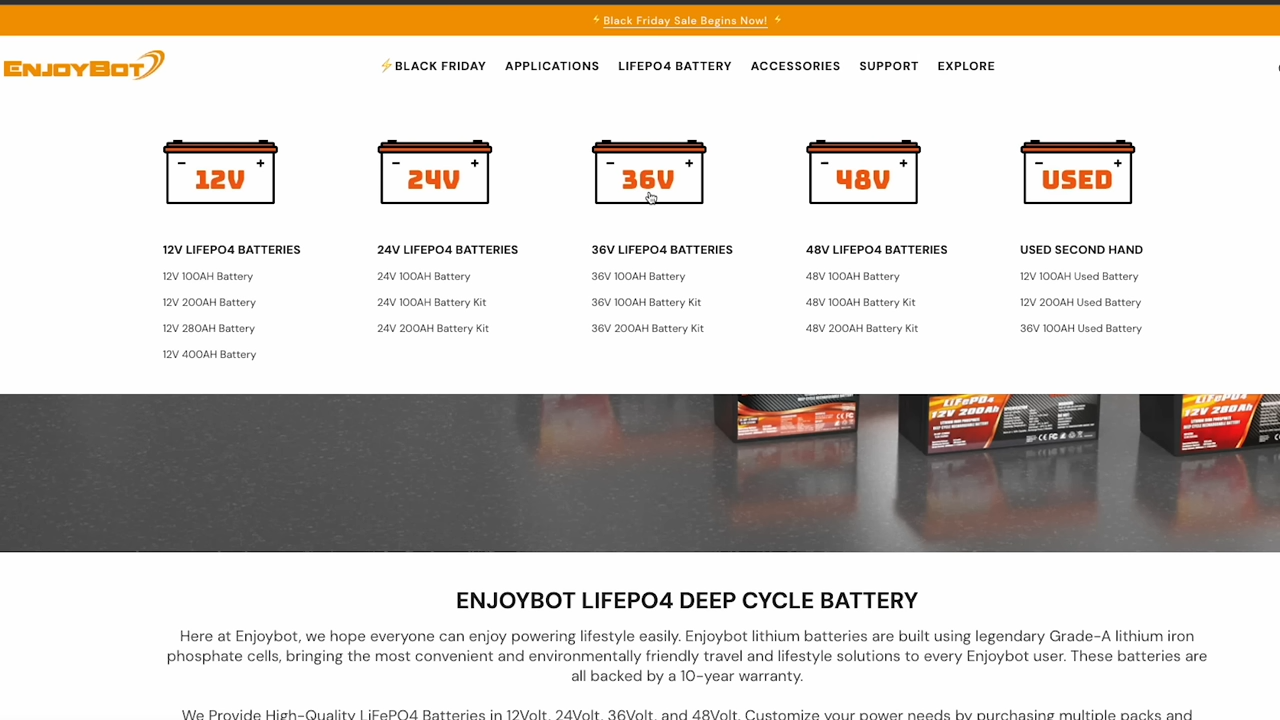 ⚡Black Friday Sale Begins Now! ⚡
ENJOYBOT
⚡BLACK FRIDAY APPLICATIONS LIFEPO4 BATTERY ACCESSORIES SUPPORT EXPLORE
- + - + - + - + - +
12V 24V 36V 48V USED
12V LIFEPO4 BATTERIES 24V LIFEPO4 BATTERIES 36V LIFEPO4 BATTERIES 48V LIFEPO4 BATTERIES USED SECOND HAND
12V 100AH Battery 24V 100AH Battery 36V 100AH Battery 48V 100AH Battery 12V 100AH Used Battery
12V 200AH Battery 24V 100AH Battery Kit 36V 100AH Battery Kit 48V 100AH Battery Kit 12V 200AH Used Battery
12V 280AH Battery 24V 200AH Battery Kit 36V 200AH Battery Kit 48V 200AH Battery Kit 36V 100AH Used Battery
12V 400AH Battery
LiFePO4 LiFePO4
12V 200Ah 12V 280Ah
ENJOYBOT LIFEPO4 DEEP CYCLE BATTERY
Here at Enjoybot, we hope everyone can enjoy powering lifestyle easily. Enjoybot lithium batteries are built using legendary Grade-A lithium iron
phosphate cells, bringing the most convenient and environmentally friendly travel and lifestyle solutions to every Enjoybot user. These batteries are
all backed by a 10-year warranty.
We Provide High-Quality LiFePO4 Batteries in 12Volt, 24Volt, 36Volt, and 48Volt. Customize your power needs by purchasing multiple packs and